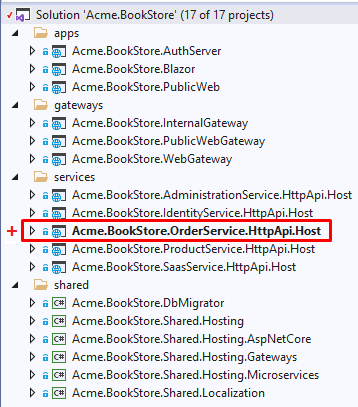 Solution 'Acme.BookStore' (17 of 17 projects)
apps
Acme.BookStore.AuthServer
Acme.BookStore.Blazor
Acme.BookStore.PublicWeb
gateways
Acme.BookStore.InternalGateway
Acme.BookStore.PublicWebGateway
Acme.BookStore.WebGateway
services
Acme.BookStore.AdministrationService.HttpApi.Host
Acme.BookStore.IdentityService.HttpApi.Host
Acme.BookStore.OrderService.HttpApi.Host
Acme.BookStore.ProductService.HttpApi.Host
Acme.BookStore.SaasService.HttpApi.Host
shared
C# Acme.BookStore.DbMigrator
C# Acme.BookStore.Shared.Hosting
C# Acme.BookStore.Shared.Hosting.AspNetCore
C# Acme.BookStore.Shared.Hosting.Gateways
C# Acme.BookStore.Shared.Hosting.Microservices
C# Acme.BookStore.Shared.Localization